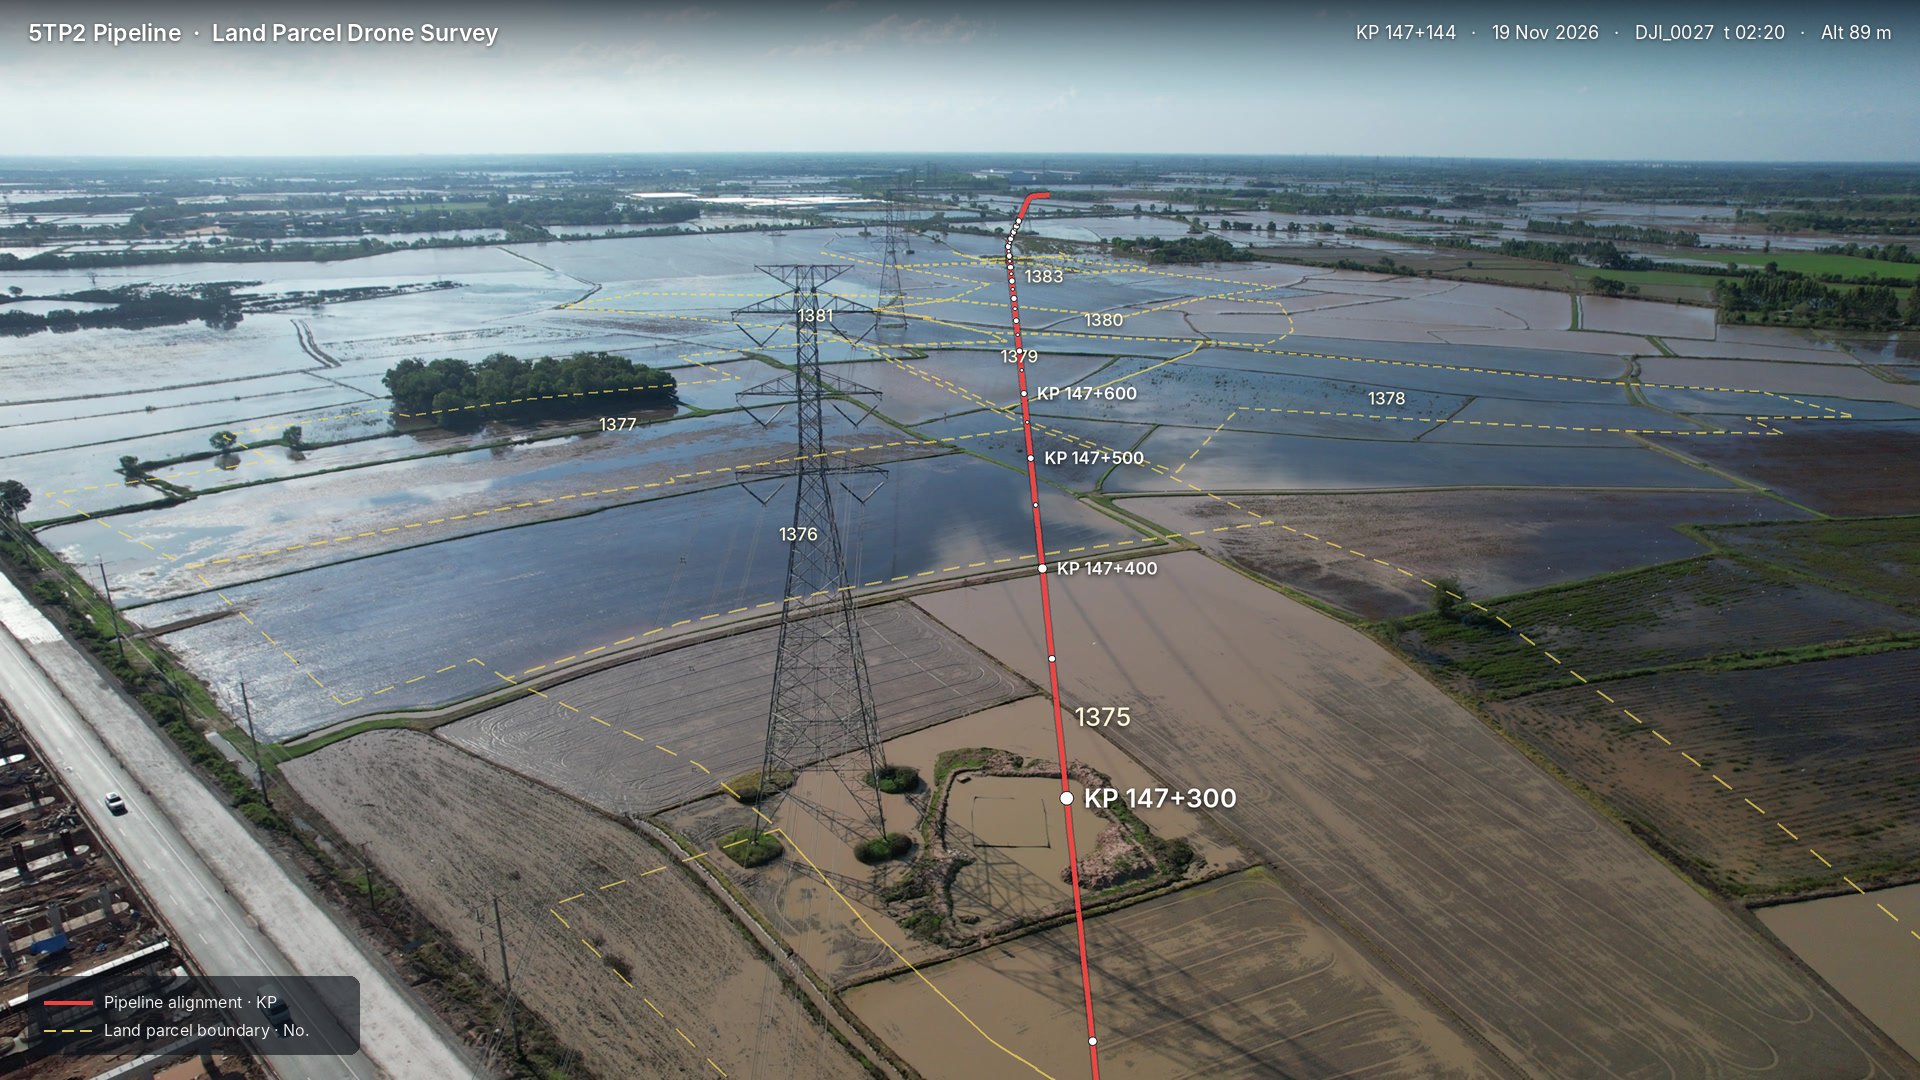 5TP2 Pipeline · Land Parcel Drone Survey
KP 147+144 · 19 Nov 2026 · DJI_0027 t 02:20 · Alt 89 m
1383
1381
1380
1379
KP 147+600
1378
1377
KP 147+500
1376
KP 147+400
1375
KP 147+300
Pipeline alignment · KP
Land parcel boundary · No.